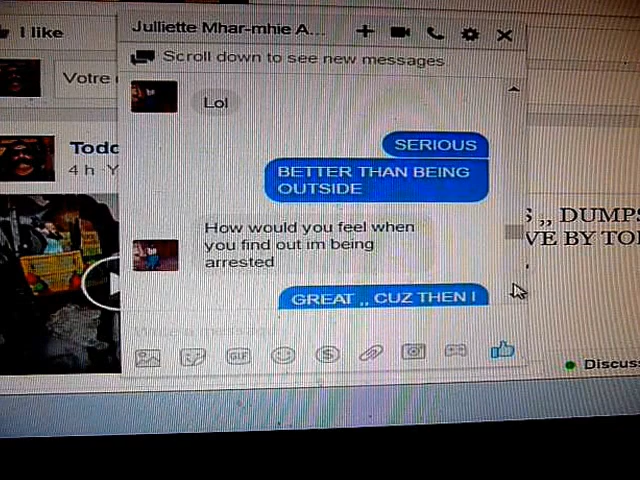 I like
Julliette Mhar-mhie A...
Scroll down to see new messages
Votre
Lol
SERIOUS
Todd
4 h
BETTER THAN BEING
OUTSIDE
How would you feel when
you find out im being
arrested
,, DUMPS
VE BY TO
GREAT ,, CUZ THEN I
Write a message...
GIF
$
Discuss